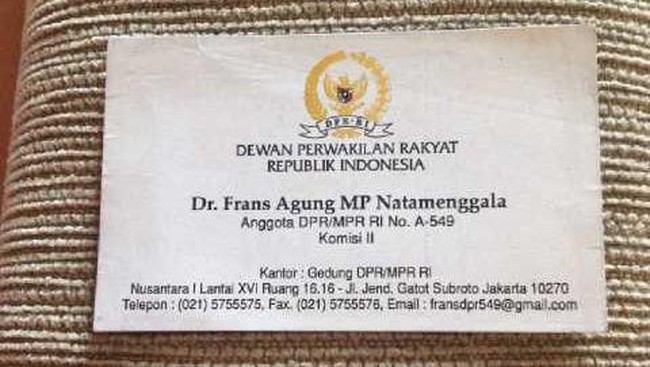 DPR-RI
DEWAN PERWAKILAN RAKYAT
REPUBLIK INDONESIA
Dr. Frans Agung MP Natamenggala
Anggota DPR/MPR RI No. A-549
Komisi II
Kantor : Gedung DPR/MPR RI
Nusantara I Lantai XVI Ruang 16.16 - Jl. Jend. Gatot Subroto Jakarta 10270
Telepon : (021) 5755575, Fax. (021) 5755576, Email : fransdpr549@gmail.com